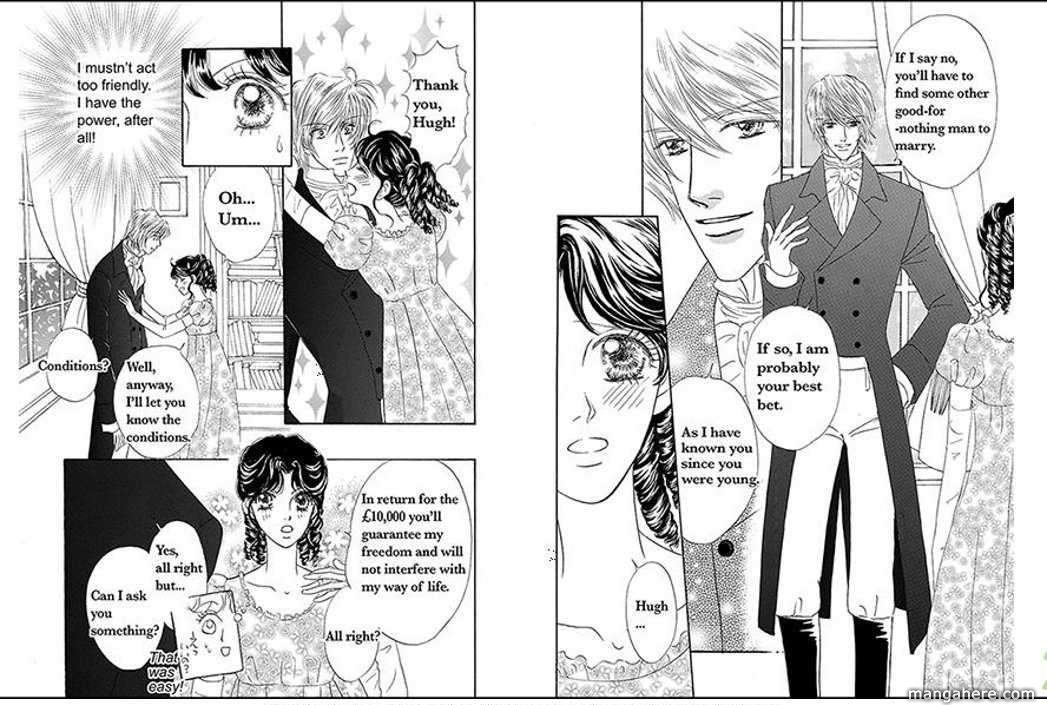 If I say no,
you'll have to
find some other
good-for
-nothing man to
marry.
If so, I am
probably
your best
bet.
As I have
known you
since you
were young.
Hugh
...
Thank
you,
Hugh!
Oh...
Um...
I mustn't act
too friendly.
I have the
power, after
all!
Well,
anyway,
I'll let you
know the
conditions.
Conditions?
In return for the
£10,000 you'll
guarantee my
freedom and will
not interfere with
my way of life.
All right?
Yes,
all right
but...
Can I ask
you
something?
That
was
easy!
mangahere.com